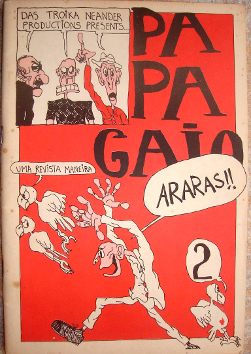 DAS TROIKA NEANDER
PRODUCTIONS PRESENTS...
PA
PA
GAIO
UMA REVISTA MANEIRA
ARARAS!!
2